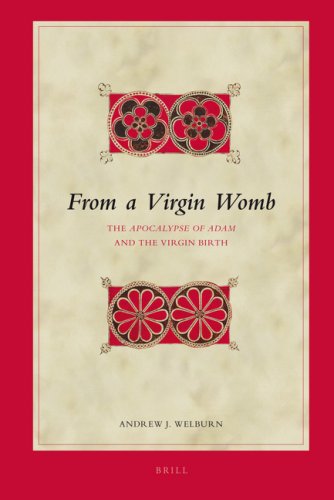 From a Virgin Womb
THE APOCALYPSE OF ADAM
AND THE VIRGIN BIRTH
ANDREW J. WELBURN
BRILL